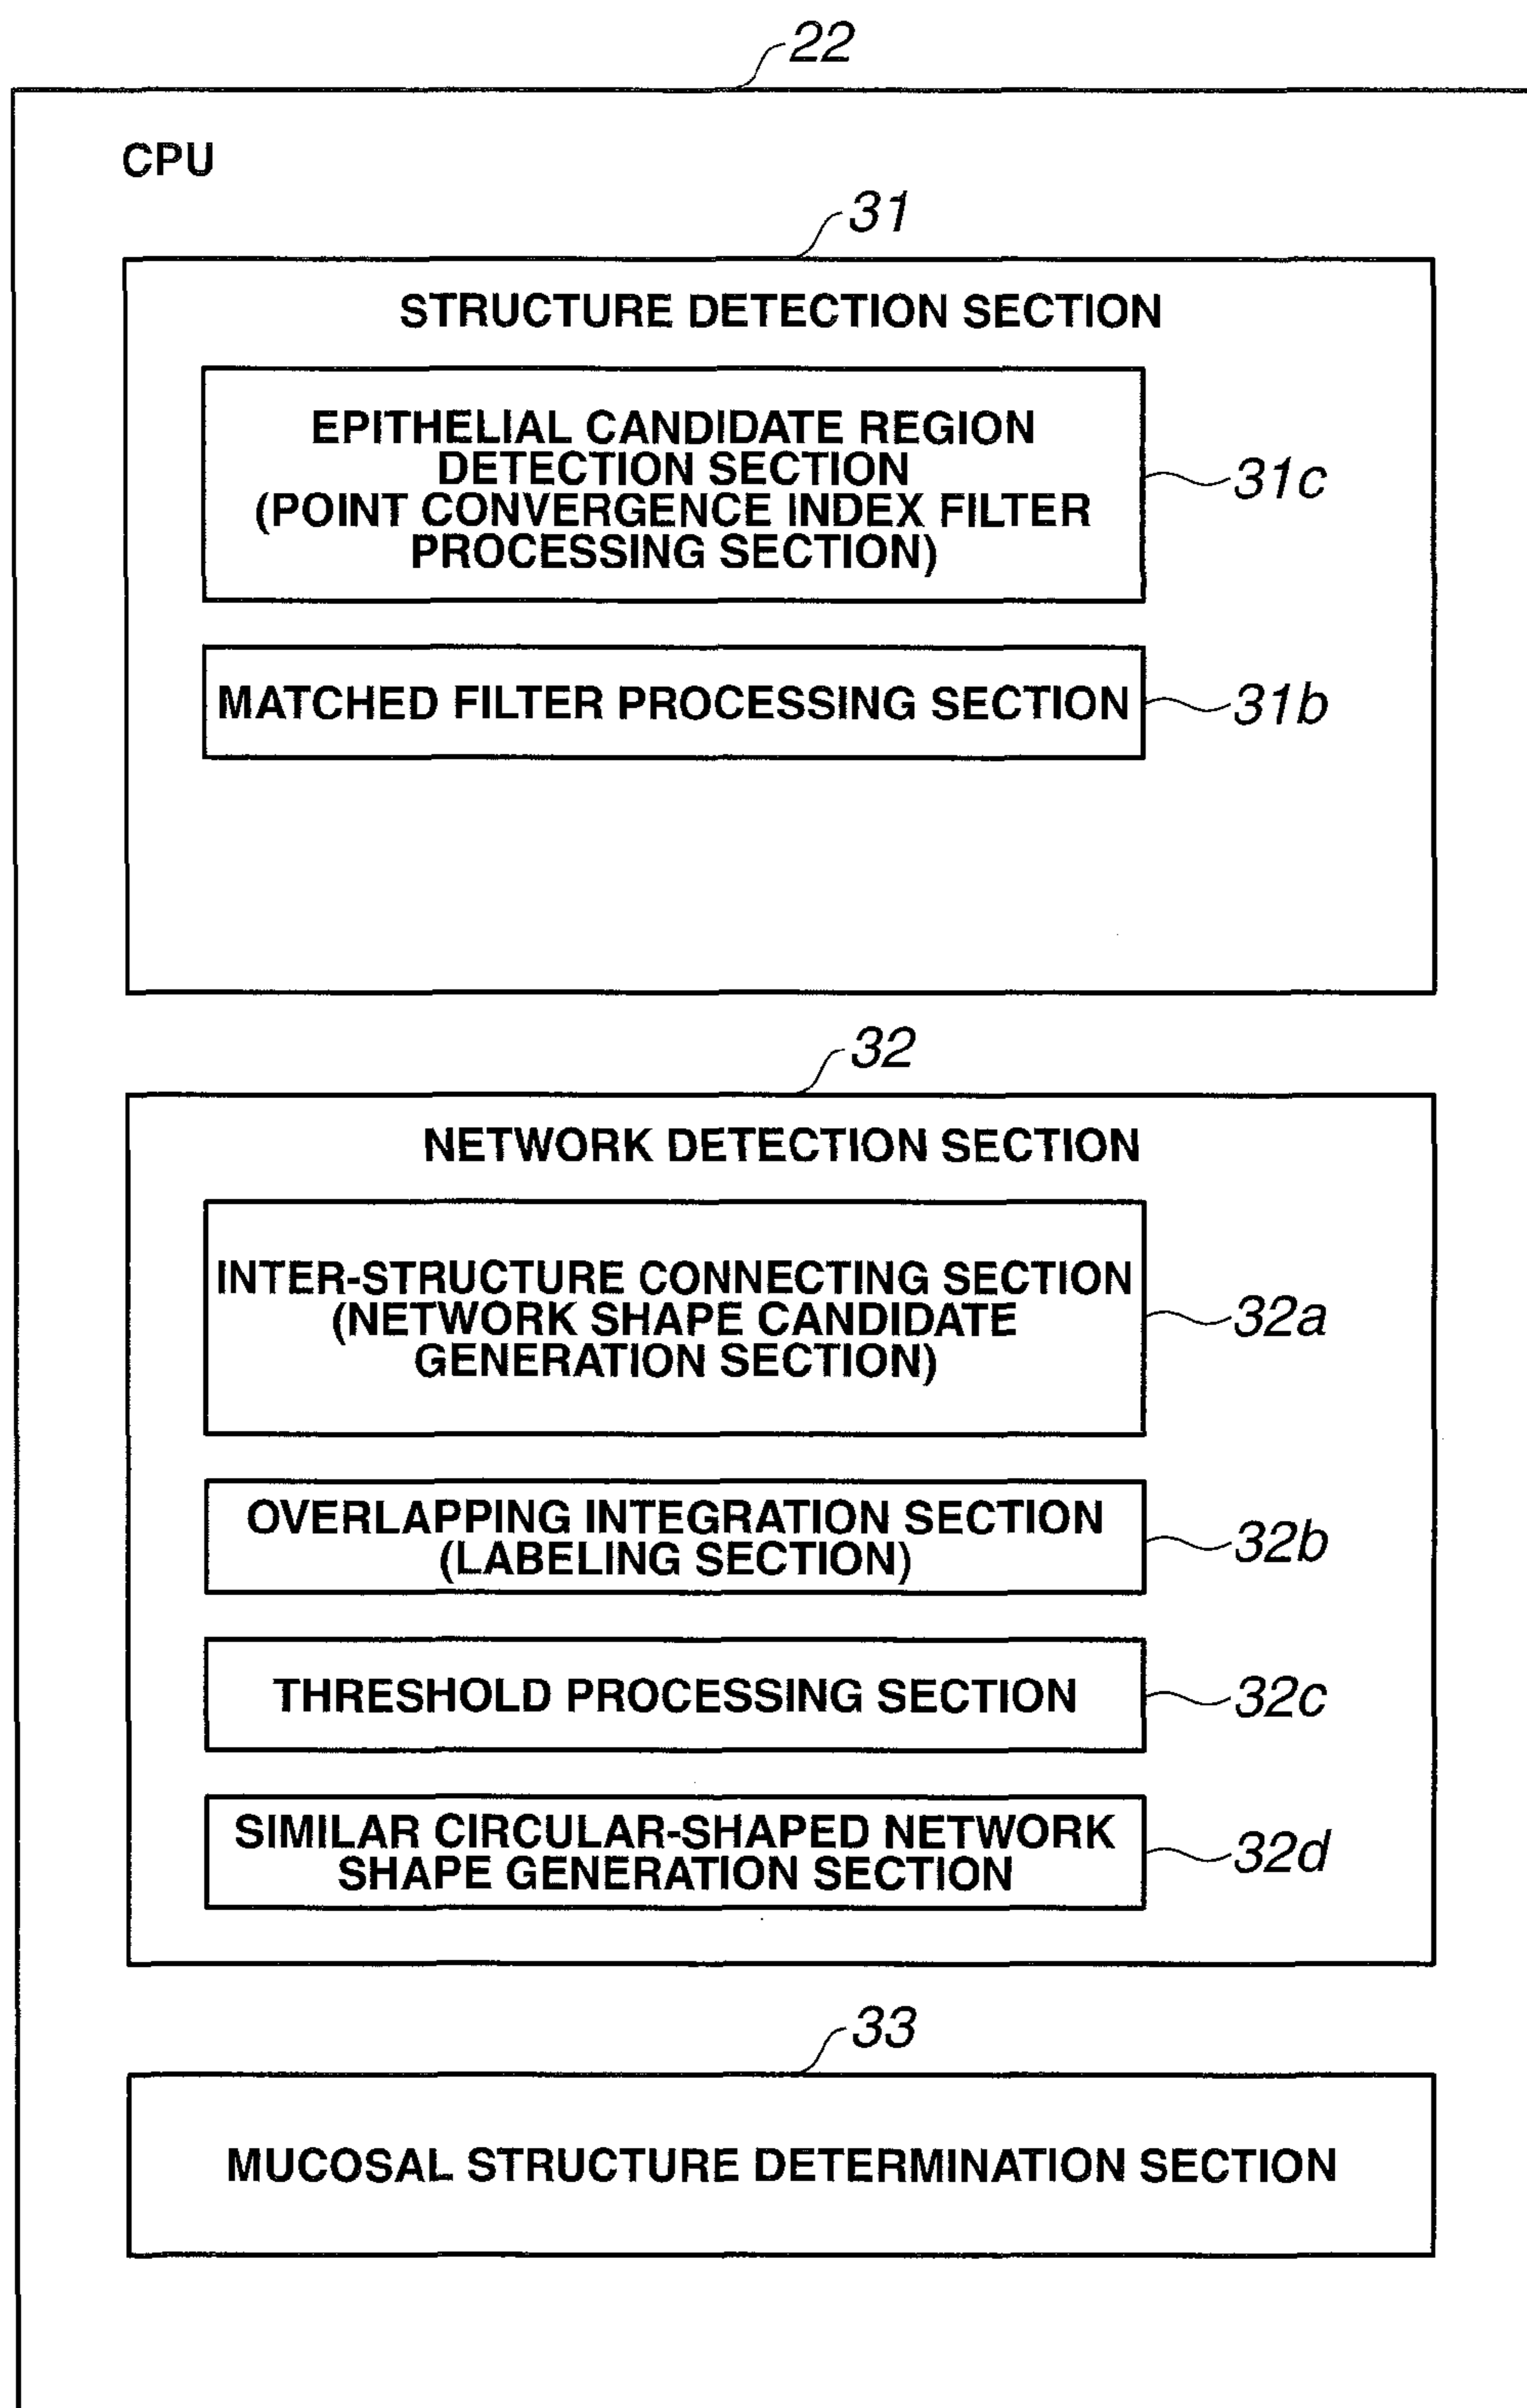 22
CPU
31
STRUCTURE DETECTION SECTION
EPITHELIAL CANDIDATE REGION
DETECTION SECTION
(POINT CONVERGENCE INDEX FILTER
PROCESSING SECTION)
31c
MATCHED FILTER PROCESSING SECTION
31b
32
NETWORK DETECTION SECTION
INTER-STRUCTURE CONNECTING SECTION
(NETWORK SHAPE CANDIDATE
GENERATION SECTION)
32a
OVERLAPPING INTEGRATION SECTION
(LABELING SECTION)
32b
THRESHOLD PROCESSING SECTION
32c
SIMILAR CIRCULAR-SHAPED NETWORK
SHAPE GENERATION SECTION
32d
33
MUCOSAL STRUCTURE DETERMINATION SECTION